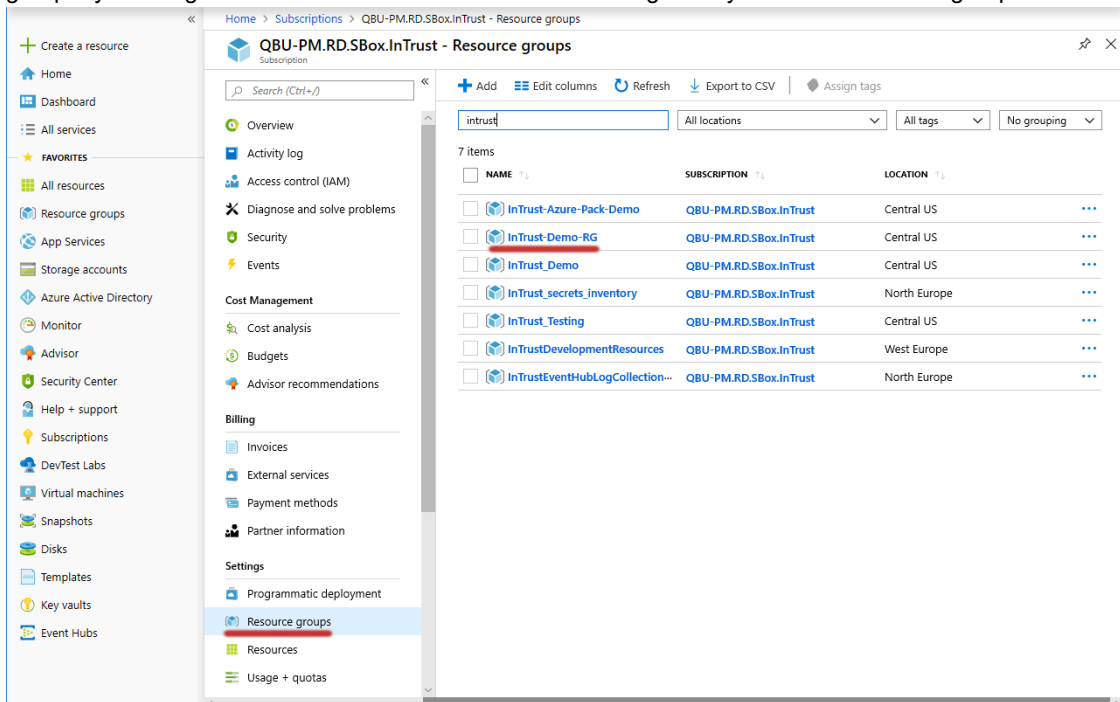 Home > Subscriptions > QBU-PM.RD.SBox.InTrust - Resource groups
QBU-PM.RD.SBox.InTrust - Resource groups
Subscription
Create a resource
Home
Dashboard
All services
FAVORITES
All resources
Resource groups
App Services
Storage accounts
Azure Active Directory
Monitor
Advisor
Security Center
Help + support
Subscriptions
DevTest Labs
Virtual machines
Snapshots
Disks
Templates
Key vaults
Event Hubs
Search (Ctrl+/)
Overview
Activity log
Access control (IAM)
Diagnose and solve problems
Security
Events
Cost Management
Cost analysis
Budgets
Advisor recommendations
Billing
Invoices
External services
Payment methods
Partner information
Settings
Programmatic deployment
Resource groups
Resources
Usage + quotas
Add Edit columns Refresh Export to CSV Assign tags
intrust All locations All tags No grouping
7 items
NAME SUBSCRIPTION LOCATION
InTrust-Azure-Pack-Demo QBU-PM.RD.SBox.InTrust Central US
InTrust-Demo-RG QBU-PM.RD.SBox.InTrust Central US
InTrust_Demo QBU-PM.RD.SBox.InTrust Central US
InTrust_secrets_inventory QBU-PM.RD.SBox.InTrust North Europe
InTrust_Testing QBU-PM.RD.SBox.InTrust Central US
InTrustDevelopmentResources QBU-PM.RD.SBox.InTrust West Europe
InTrustEventHubLogCollection... QBU-PM.RD.SBox.InTrust North Europe